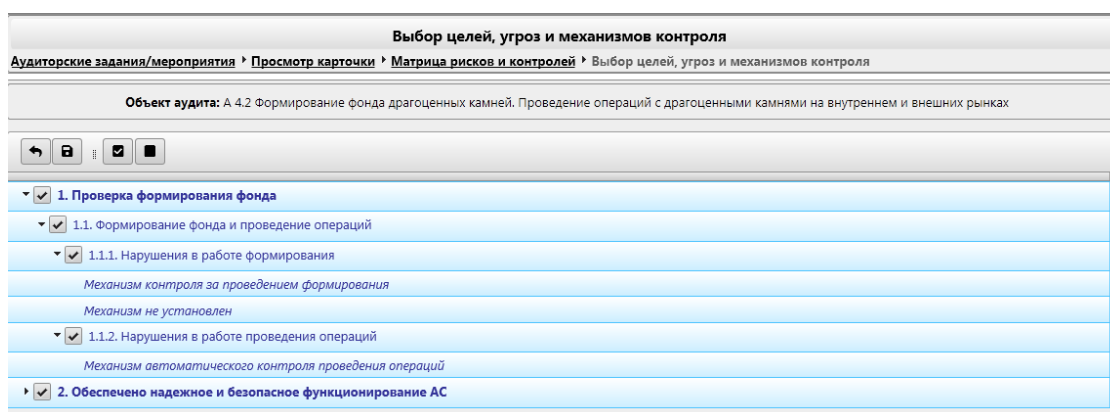 Выбор целей, угроз и механизмов контроля
Аудиторские задания/мероприятия Просмотр карточки Матрица рисков и контролей Выбор целей, угроз и механизмов контроля
Объект аудита: А 4.2 Формирование фонда драгоценных камней. Проведение операций с драгоценными камнями на внутреннем и внешних рынках
1. Проверка формирования фонда
1.1. Формирование фонда и проведение операций
1.1.1. Нарушения в работе формирования
Механизм контроля за проведением формирования
Механизм не установлен
1.1.2. Нарушения в работе проведения операций
Механизм автоматического контроля проведения операций
2. Обеспечено надежное и безопасное функционирование АС